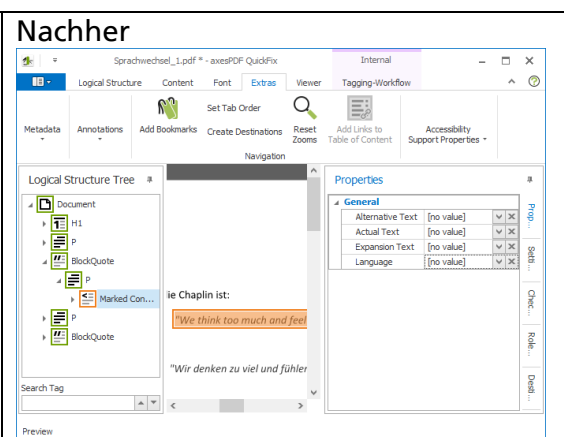 Nachher
Sprachwechsel_1.pdf * - axesPDF QuickFix
Internal
Logical Structure
Content
Font
Extras
Viewer
Tagging-Workflow
Metadata
Annotations
Add Bookmarks
Set Tab Order
Create Destinations
Reset
Zooms
Add Links to
Table of Content
Accessibility
Support Properties
Navigation
Logical Structure Tree
Document
H1
P
BlockQuote
P
Marked Con...
P
BlockQuote
Search Tag
ie Chaplin ist:
"We think too much and feel
"Wir denken zu viel und fühler
Properties
General
Alternative Text [no value]
Actual Text [no value]
Expansion Text [no value]
Language [no value]
Prop...
Setti...
Chec...
Role...
Desti...
Preview